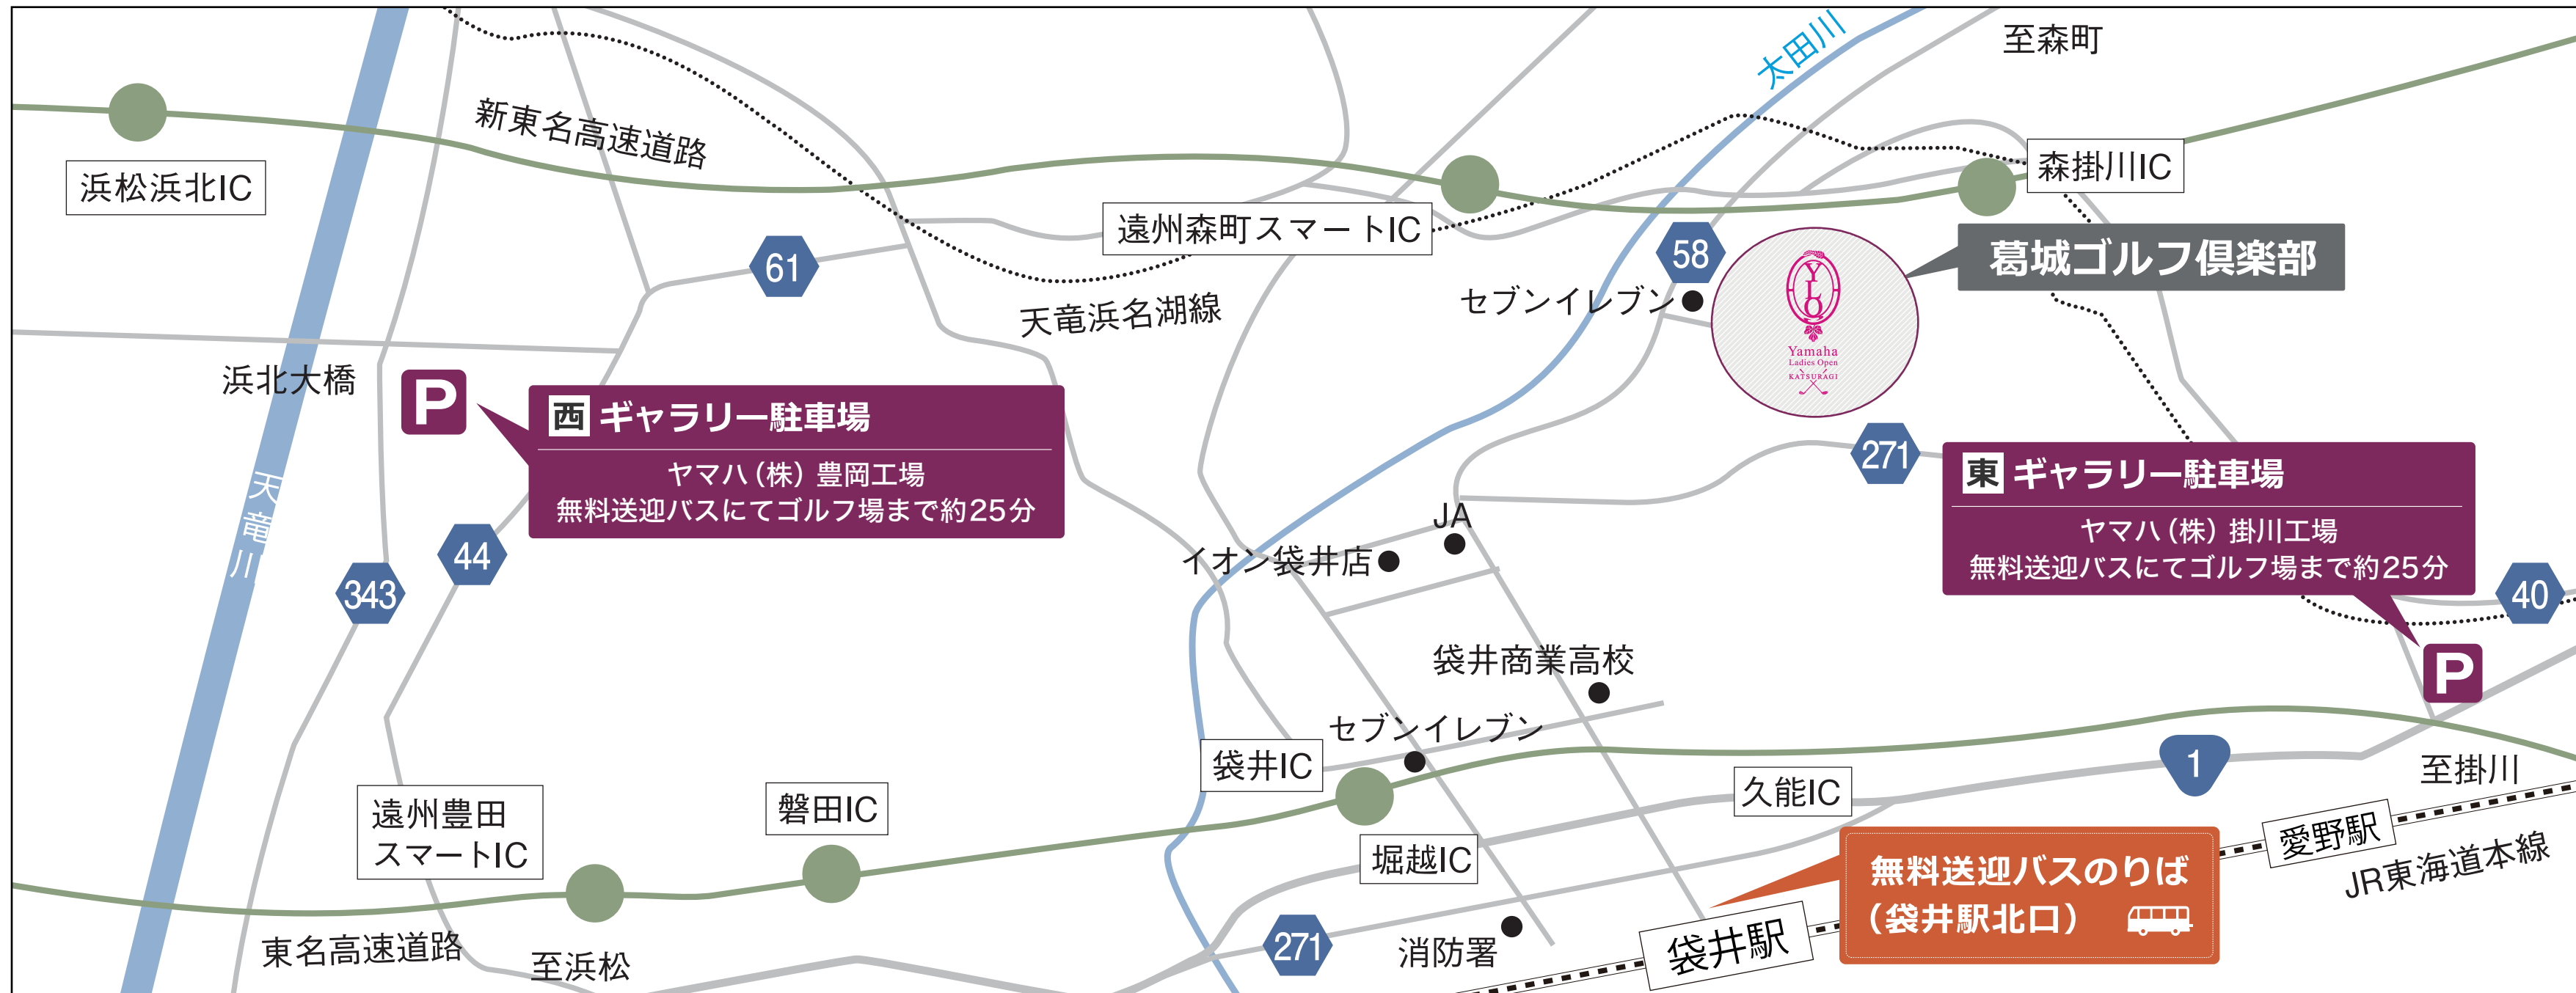 至森町
太田川
新東名高速道路
浜松浜北IC
森掛川IC
遠州森町スマートIC
葛城ゴルフ倶楽部
58
61
セブンイレブン
天竜浜名湖線
YLO
Yamaha
Ladies Open
KATSURAGI
浜北大橋
P
西 ギャラリー駐車場
ヤマハ(株)豊岡工場
無料送迎バスにてゴルフ場まで約25分
271
東 ギャラリー駐車場
ヤマハ(株)掛川工場
無料送迎バスにてゴルフ場まで約25分
天竜川
44
343
JA
イオン袋井店
40
袋井商業高校
P
セブンイレブン
袋井IC
1
至掛川
久能IC
遠州豊田
スマートIC
磐田IC
堀越IC
愛野駅
JR東海道本線
無料送迎バスのりば
(袋井駅北口)
東名高速道路
至浜松
271
消防署
袋井駅